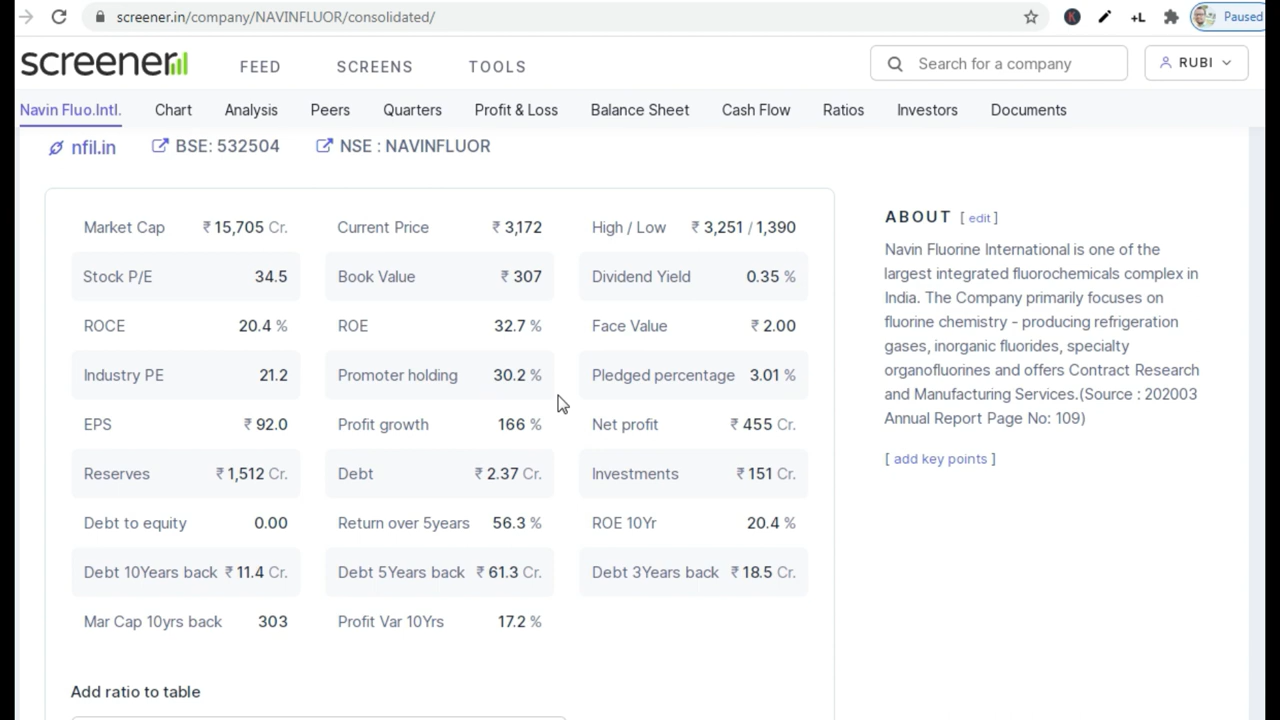 screener.in/company/NAVINFLUOR/consolidated/
K
+L
Paused
screener
FEED SCREENS TOOLS
Search for a company
RUBI
Navin Fluo.Intl. Chart Analysis Peers Quarters Profit & Loss Balance Sheet Cash Flow Ratios Investors Documents
nfil.in BSE: 532504 NSE : NAVINFLUOR
Market Cap ₹ 15,705 Cr. Current Price ₹ 3,172 High / Low ₹ 3,251 / 1,390
Stock P/E 34.5 Book Value ₹ 307 Dividend Yield 0.35 %
ROCE 20.4 % ROE 32.7 % Face Value ₹ 2.00
Industry PE 21.2 Promoter holding 30.2 % Pledged percentage 3.01 %
EPS ₹ 92.0 Profit growth 166 % Net profit ₹ 455 Cr.
Reserves ₹ 1,512 Cr. Debt ₹ 2.37 Cr. Investments ₹ 151 Cr.
Debt to equity 0.00 Return over 5years 56.3 % ROE 10Yr 20.4 %
Debt 10Years back ₹ 11.4 Cr. Debt 5Years back ₹ 61.3 Cr. Debt 3Years back ₹ 18.5 Cr.
Mar Cap 10yrs back 303 Profit Var 10Yrs 17.2 %
Add ratio to table
ABOUT [ edit ]
Navin Fluorine International is one of the
largest integrated fluorochemicals complex in
India. The Company primarily focuses on
fluorine chemistry - producing refrigeration
gases, inorganic fluorides, specialty
organofluorines and offers Contract Research
and Manufacturing Services.(Source : 202003
Annual Report Page No: 109)
[ add key points ]